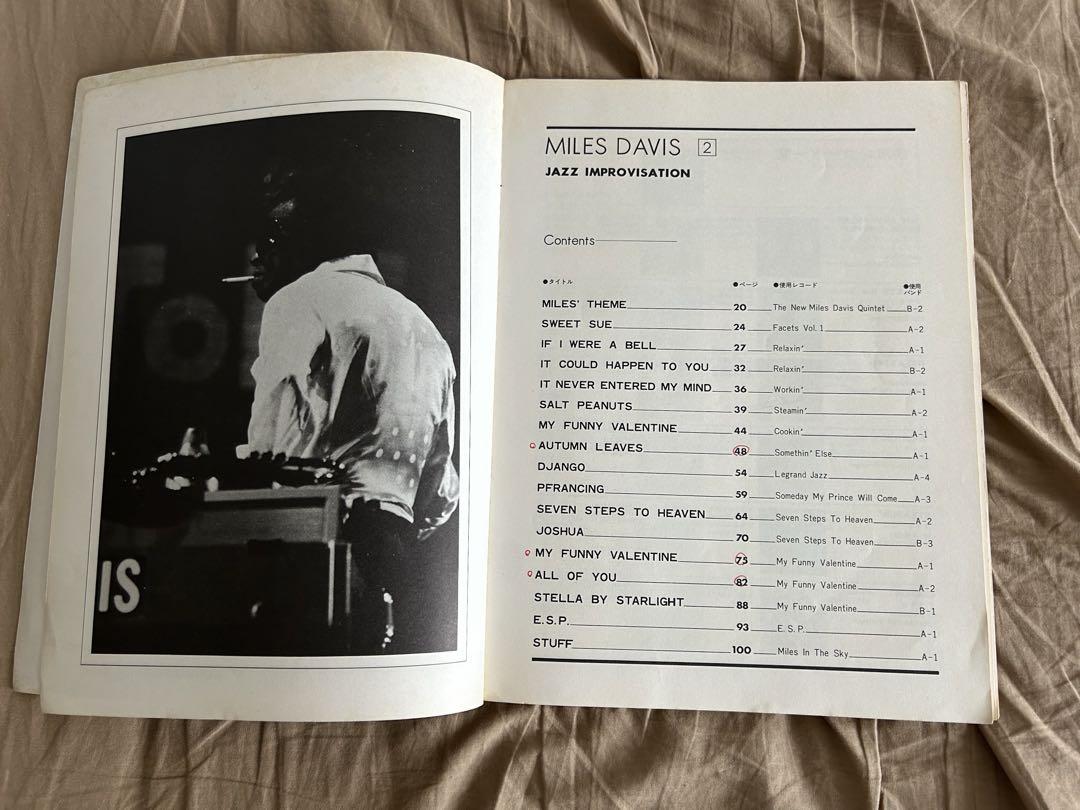 IS
MILES DAVIS 2
JAZZ IMPROVISATION
Contents
●タイトル ●ページ ●使用レコード ●使用バンド
MILES' THEME 20 The New Miles Davis Quintet B-2
SWEET SUE 24 Facets Vol. 1 A-2
IF I WERE A BELL 27 Relaxin' A-1
IT COULD HAPPEN TO YOU 32 Relaxin' B-2
IT NEVER ENTERED MY MIND 36 Workin' A-1
SALT PEANUTS 39 Steamin' A-2
MY FUNNY VALENTINE 44 Cookin' A-1
AUTUMN LEAVES 48 Somethin' Else A-1
DJANGO 54 Legrand Jazz A-4
PFRANCING 59 Someday My Prince Will Come A-3
SEVEN STEPS TO HEAVEN 64 Seven Steps To Heaven A-2
JOSHUA 70 Seven Steps To Heaven B-3
MY FUNNY VALENTINE 75 My Funny Valentine A-1
ALL OF YOU 82 My Funny Valentine A-2
STELLA BY STARLIGHT 88 My Funny Valentine B-1
E.S.P. 93 E.S.P. A-1
STUFF 100 Miles In The Sky A-1